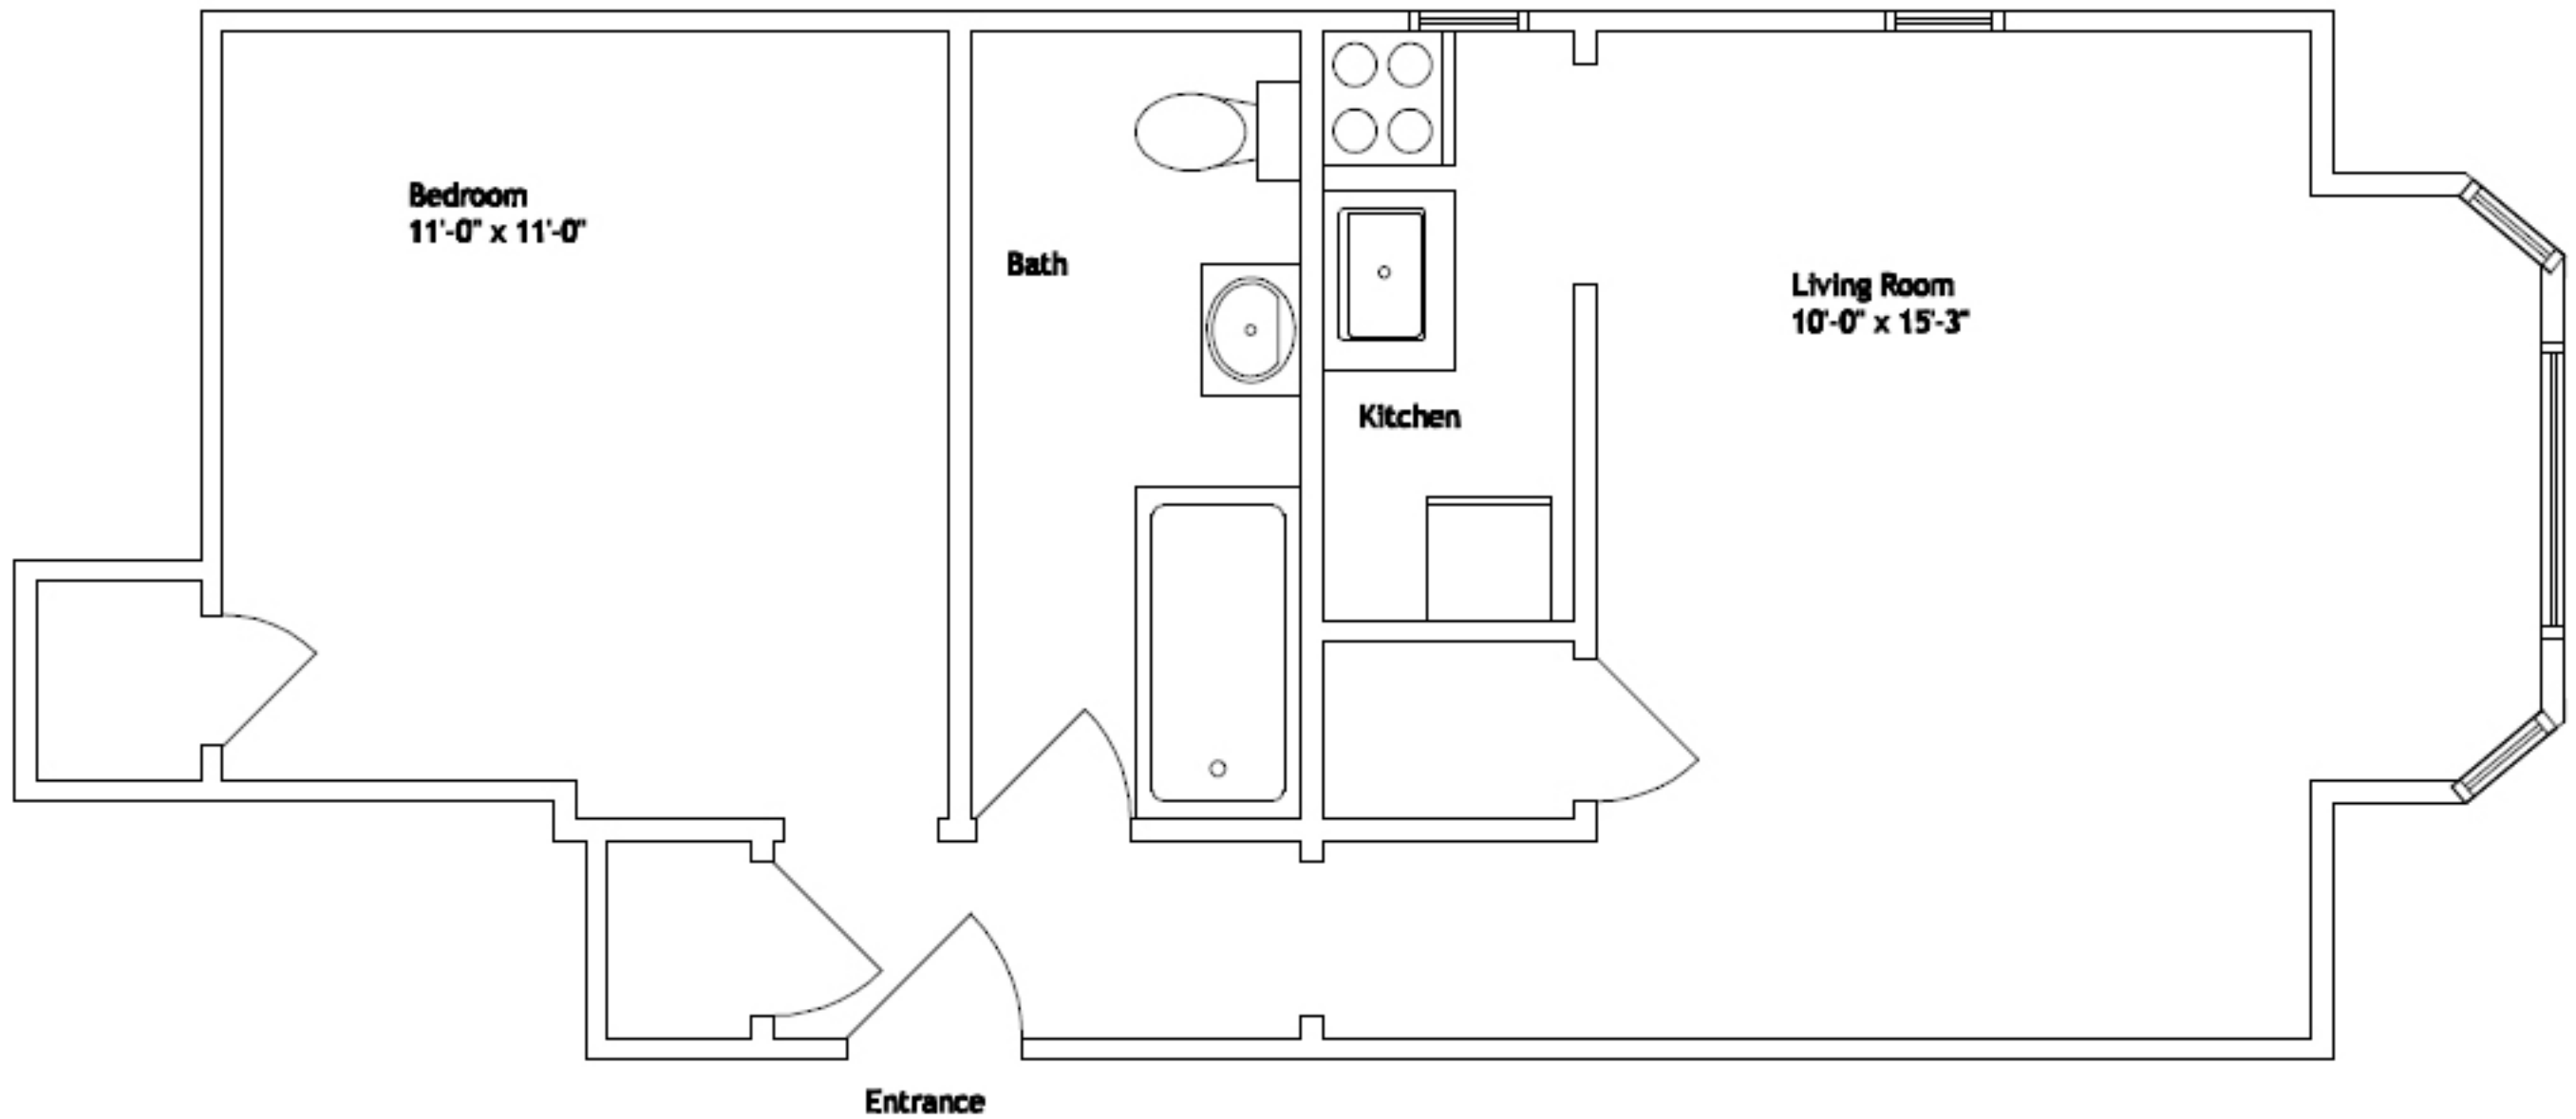 Bedroom
11'-0" x 11'-0"
Bath
Kitchen
Living Room
10'-0" x 15'-3"
Entrance